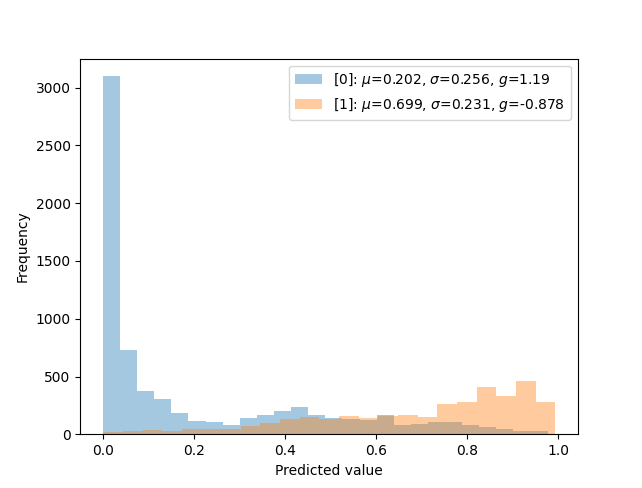 [0]: μ=0.202, σ=0.256, g=1.19
[1]: μ=0.699, σ=0.231, g=-0.878
3000
2500
2000
1500
1000
500
0
Frequency
0.0 0.2 0.4 0.6 0.8 1.0
Predicted value